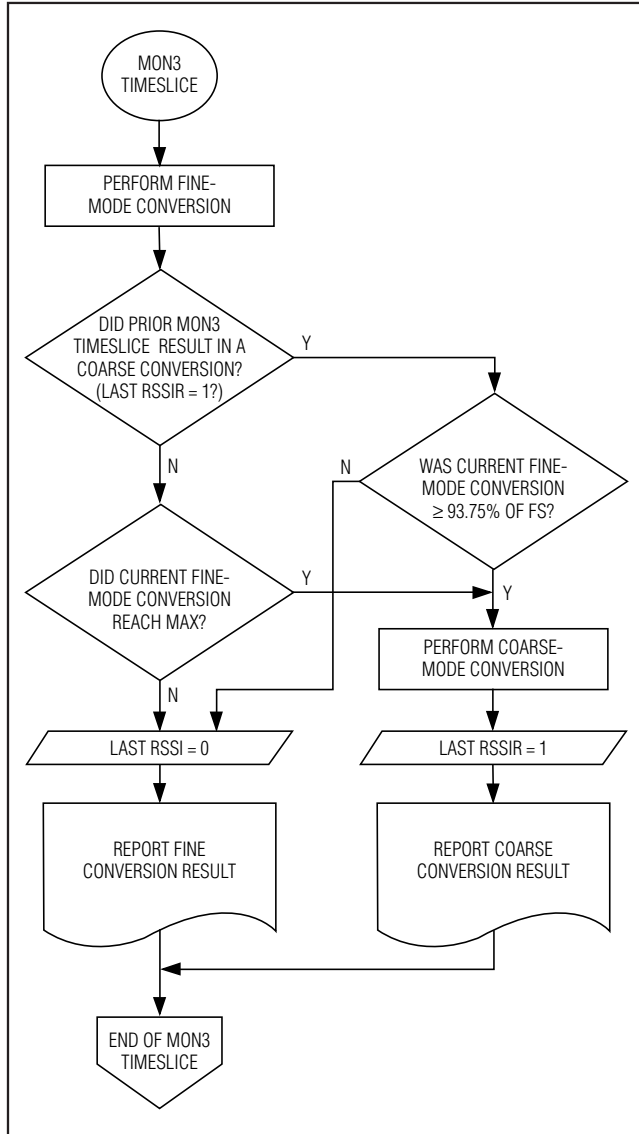 MON3
TIMESLICE
PERFORM FINE-
MODE CONVERSION
DID PRIOR MON3
TIMESLICE RESULT IN A
COARSE CONVERSION?
(LAST RSSIR = 1?)
Y
N
WAS CURRENT FINE-
MODE CONVERSION
≥ 93.75% OF FS?
N
Y
DID CURRENT FINE-
MODE CONVERSION
REACH MAX?
Y
N
PERFORM COARSE-
MODE CONVERSION
LAST RSSI = 0
LAST RSSIR = 1
REPORT FINE
CONVERSION RESULT
REPORT COARSE
CONVERSION RESULT
END OF MON3
TIMESLICE